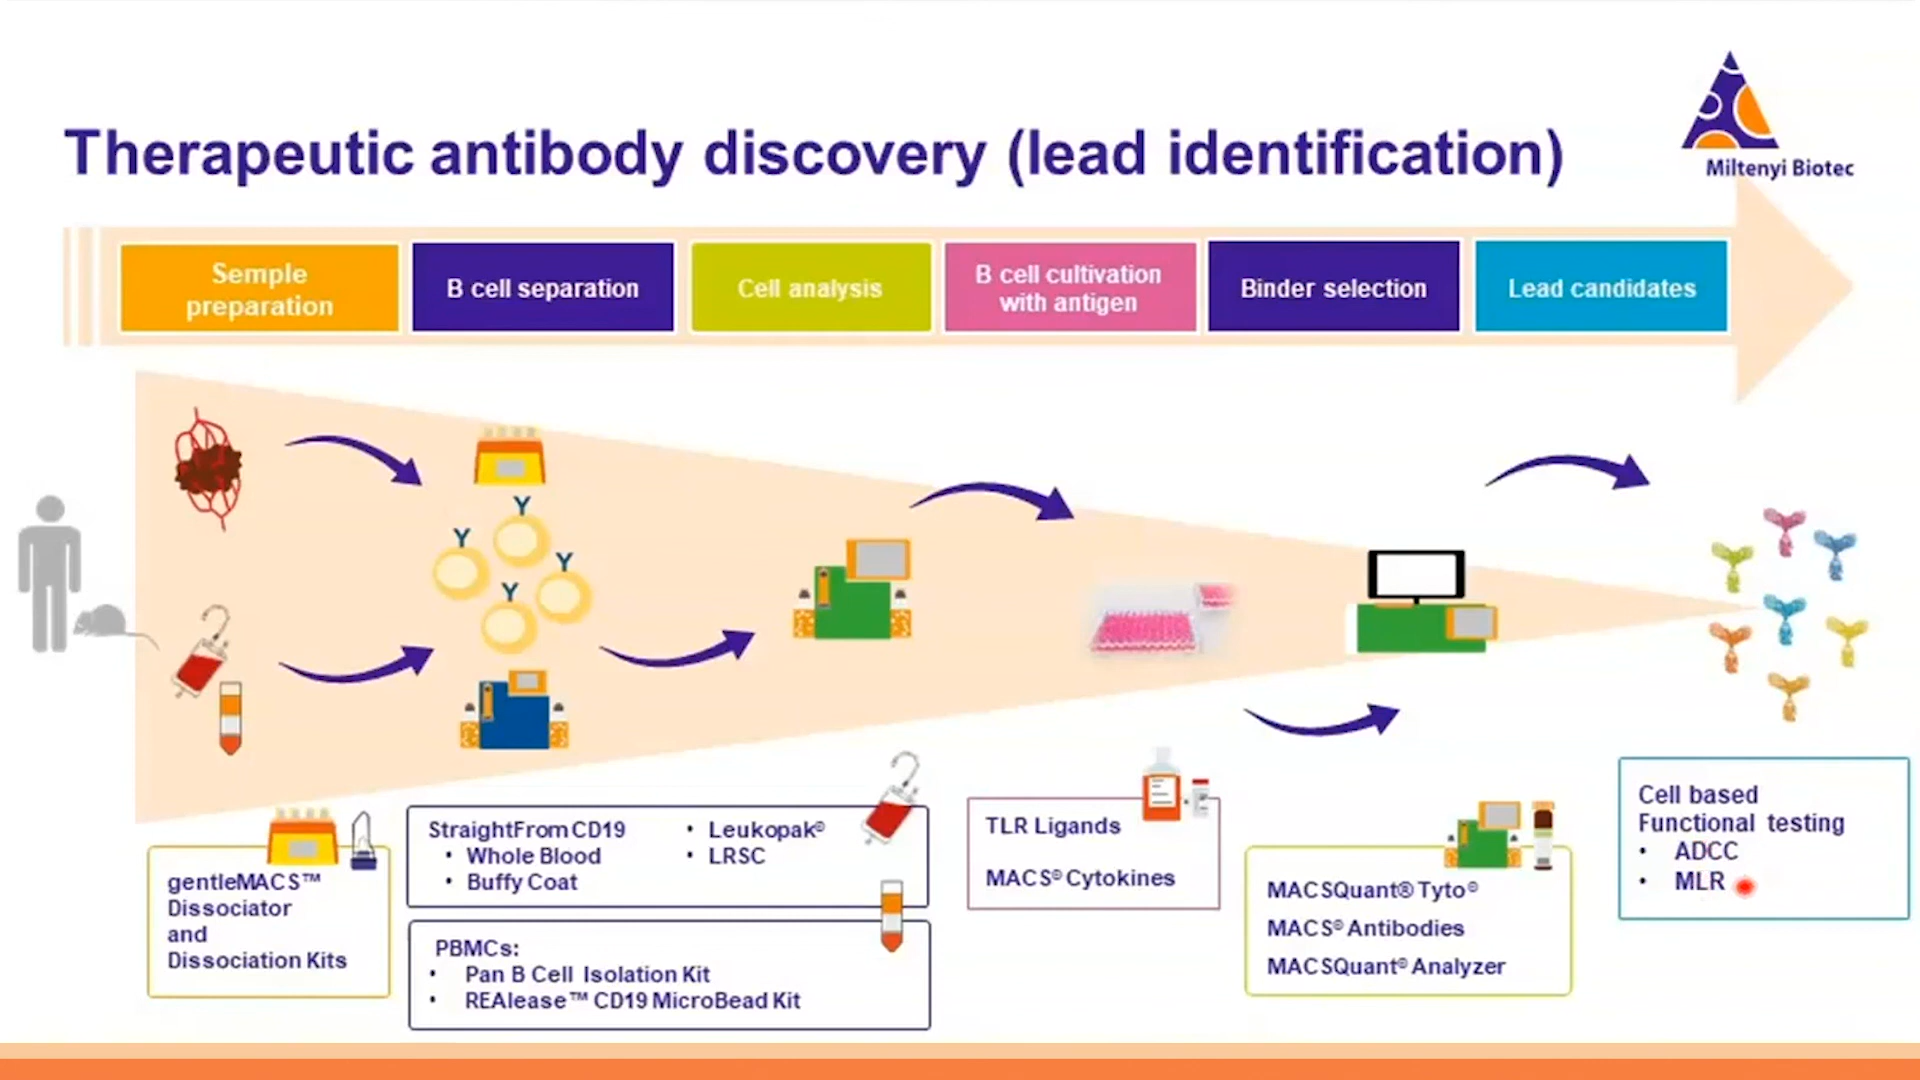 Therapeutic antibody discovery (lead identification)
Miltenyi Biotec
Semple
preparation
B cell separation
Cell analysis
B cell cultivation
with antigen
Binder selection
Lead candidates
gentleMACS™
Dissociator
and
Dissociation Kits
StraightFrom CD19
• Whole Blood
• Buffy Coat
• Leukopak®
• LRSC
PBMCs:
• Pan B Cell Isolation Kit
• REAlease™ CD19 MicroBead Kit
TLR Ligands
MACS® Cytokines
MACSQuant® Tyto®
MACS® Antibodies
MACSQuant® Analyzer
Cell based
Functional testing
• ADCC
• MLR